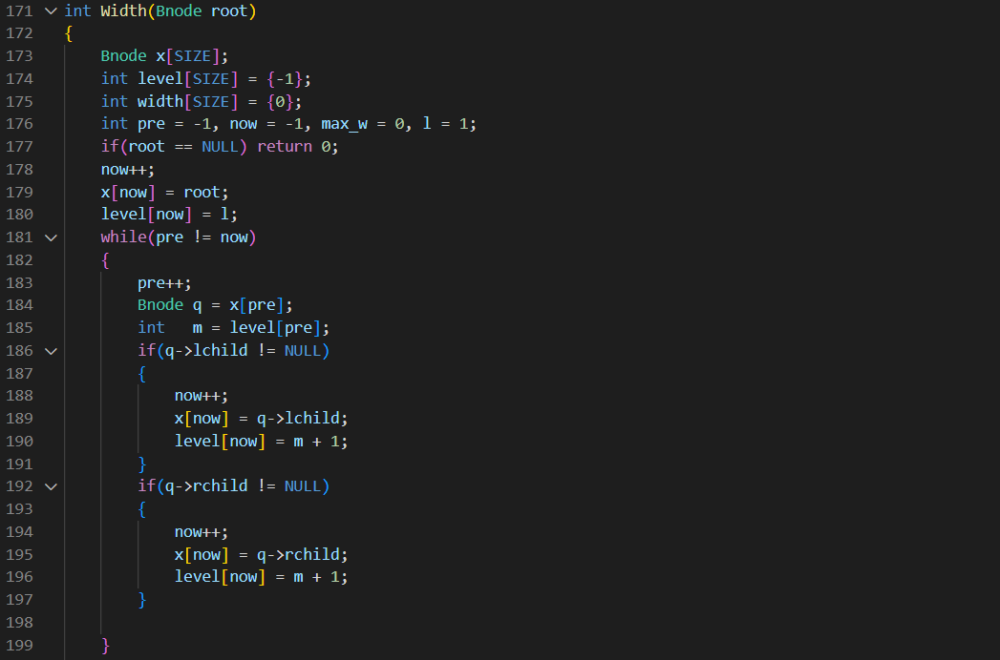 171 int Width(Bnode root)
172 {
173     Bnode x[SIZE];
174     int level[SIZE] = {-1};
175     int width[SIZE] = {0};
176     int pre = -1, now = -1, max_w = 0, l = 1;
177     if(root == NULL) return 0;
178     now++;
179     x[now] = root;
180     level[now] = l;
181     while(pre != now)
182     {
183         pre++;
184         Bnode q = x[pre];
185         int   m = level[pre];
186         if(q->lchild != NULL)
187         {
188             now++;
189             x[now] = q->lchild;
190             level[now] = m + 1;
191         }
192         if(q->rchild != NULL)
193         {
194             now++;
195             x[now] = q->rchild;
196             level[now] = m + 1;
197         }
198
199     }